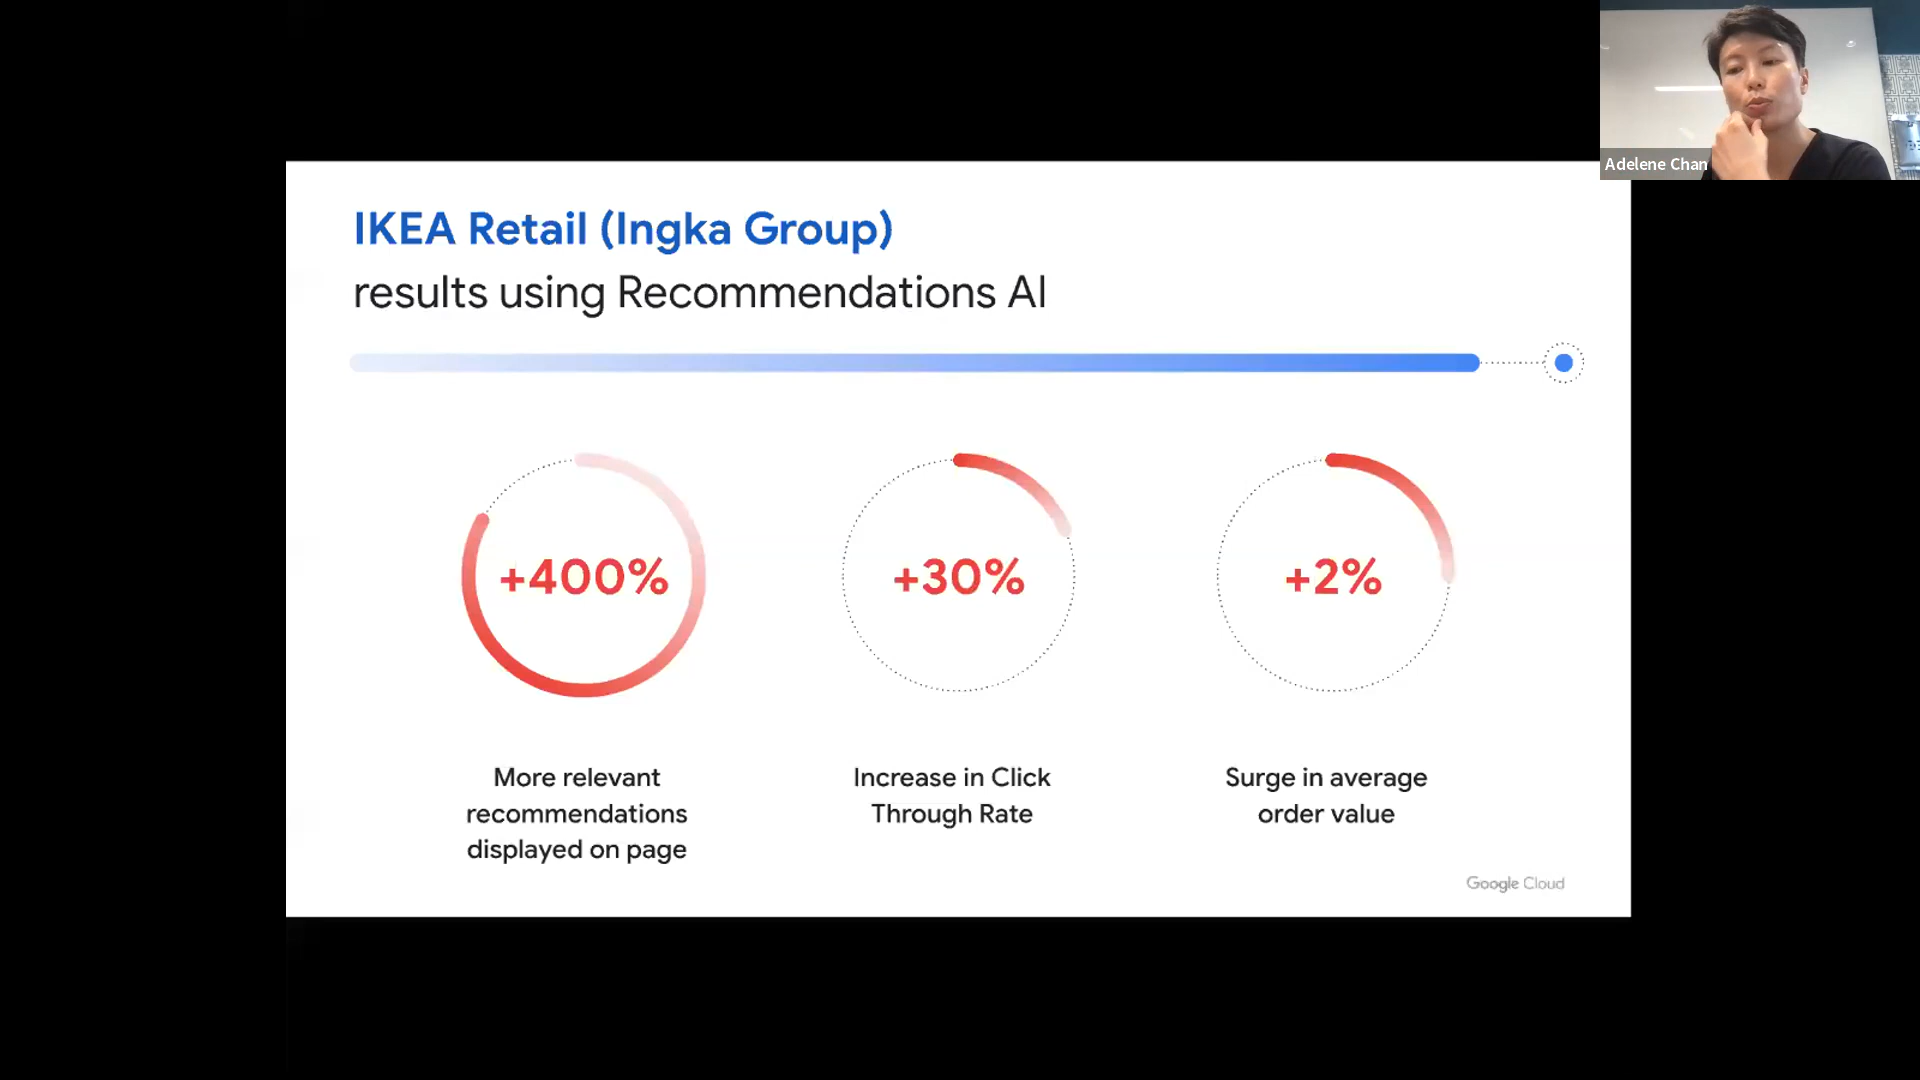 Adelene Chan
IKEA Retail (Ingka Group)
results using Recommendations AI
+400%
+30%
+2%
More relevant
recommendations
displayed on page
Increase in Click
Through Rate
Surge in average
order value
Google Cloud